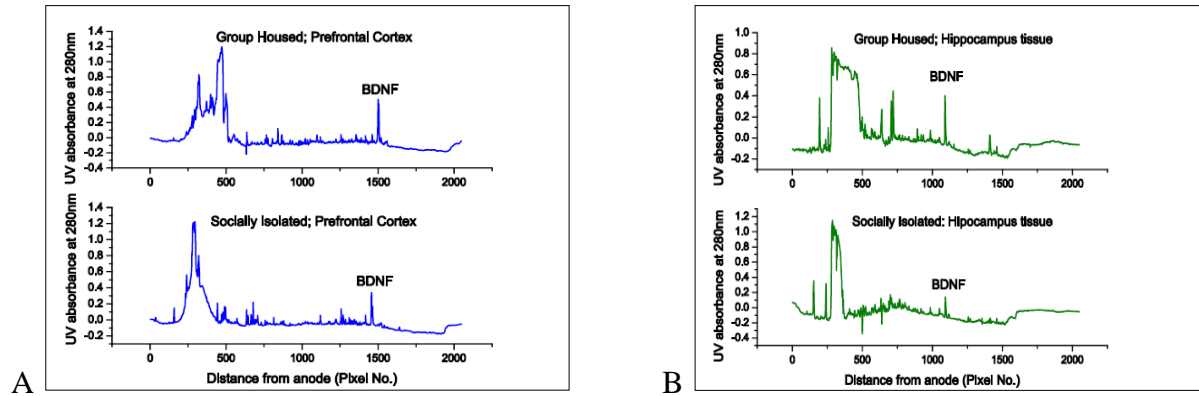 Group Housed; Prefrontal Cortex
UV absorbance at 280nm
1.4
1.2
1.0
0.8
0.6
0.4
0.2
0.0
-0.2
-0.4
BDNF
0 500 1000 1500 2000
Socially Isolated; Prefrontal Cortex
UV absorbance at 280nm
1.4
1.2
1.0
0.8
0.6
0.4
0.2
0.0
-0.2
BDNF
0 500 1000 1500 2000
Distance from anode (Pixel No.)
A
Group Housed; Hippocampus tissue
UV absorbance at 280nm
1.0
0.8
0.6
0.4
0.2
0.0
-0.2
BDNF
0 500 1000 1500 2000
Socially Isolated: Hipocampus tissue
UV absorbance at 280nm
1.2
1.0
0.8
0.6
0.4
0.2
0.0
-0.2
-0.4
BDNF
0 500 1000 1500 2000
Distance from anode (Pixel No.)
B